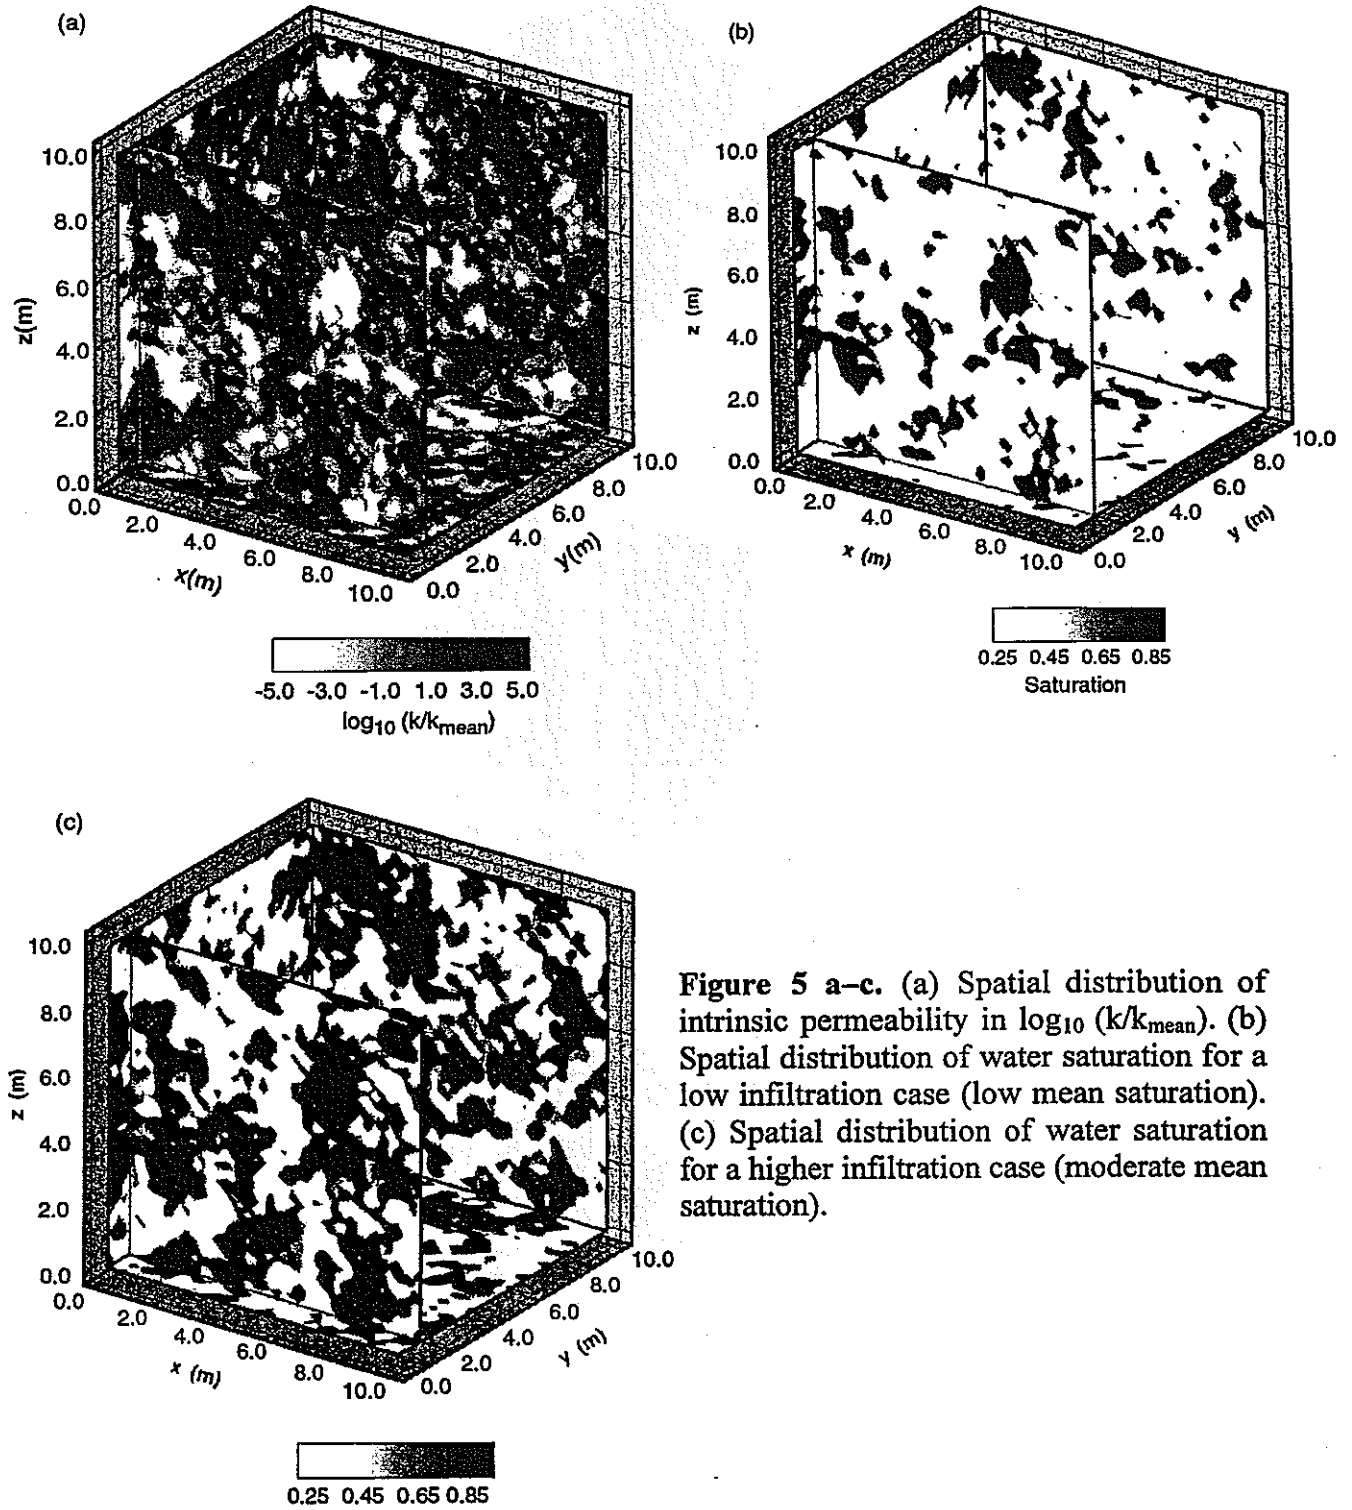 (a)
10.0
8.0
6.0
4.0
2.0
0.0
z(m)
0.0
2.0
4.0
6.0
8.0
10.0
x(m)
0.0
2.0
4.0
6.0
8.0
10.0
y(m)
-5.0 -3.0 -1.0 1.0 3.0 5.0
log10 (k/kmean)
(b)
10.0
8.0
6.0
4.0
2.0
0.0
z (m)
0.0
2.0
4.0
6.0
8.0
10.0
x (m)
0.0
2.0
4.0
6.0
8.0
10.0
y (m)
0.25 0.45 0.65 0.85
Saturation
(c)
10.0
8.0
6.0
4.0
2.0
0.0
z (m)
0.0
2.0
4.0
6.0
8.0
10.0
x (m)
0.0
2.0
4.0
6.0
8.0
10.0
y (m)
0.25 0.45 0.65 0.85
Figure 5 a–c. (a) Spatial distribution of
intrinsic permeability in log10 (k/kmean). (b)
Spatial distribution of water saturation for a
low infiltration case (low mean saturation).
(c) Spatial distribution of water saturation
for a higher infiltration case (moderate mean
saturation).